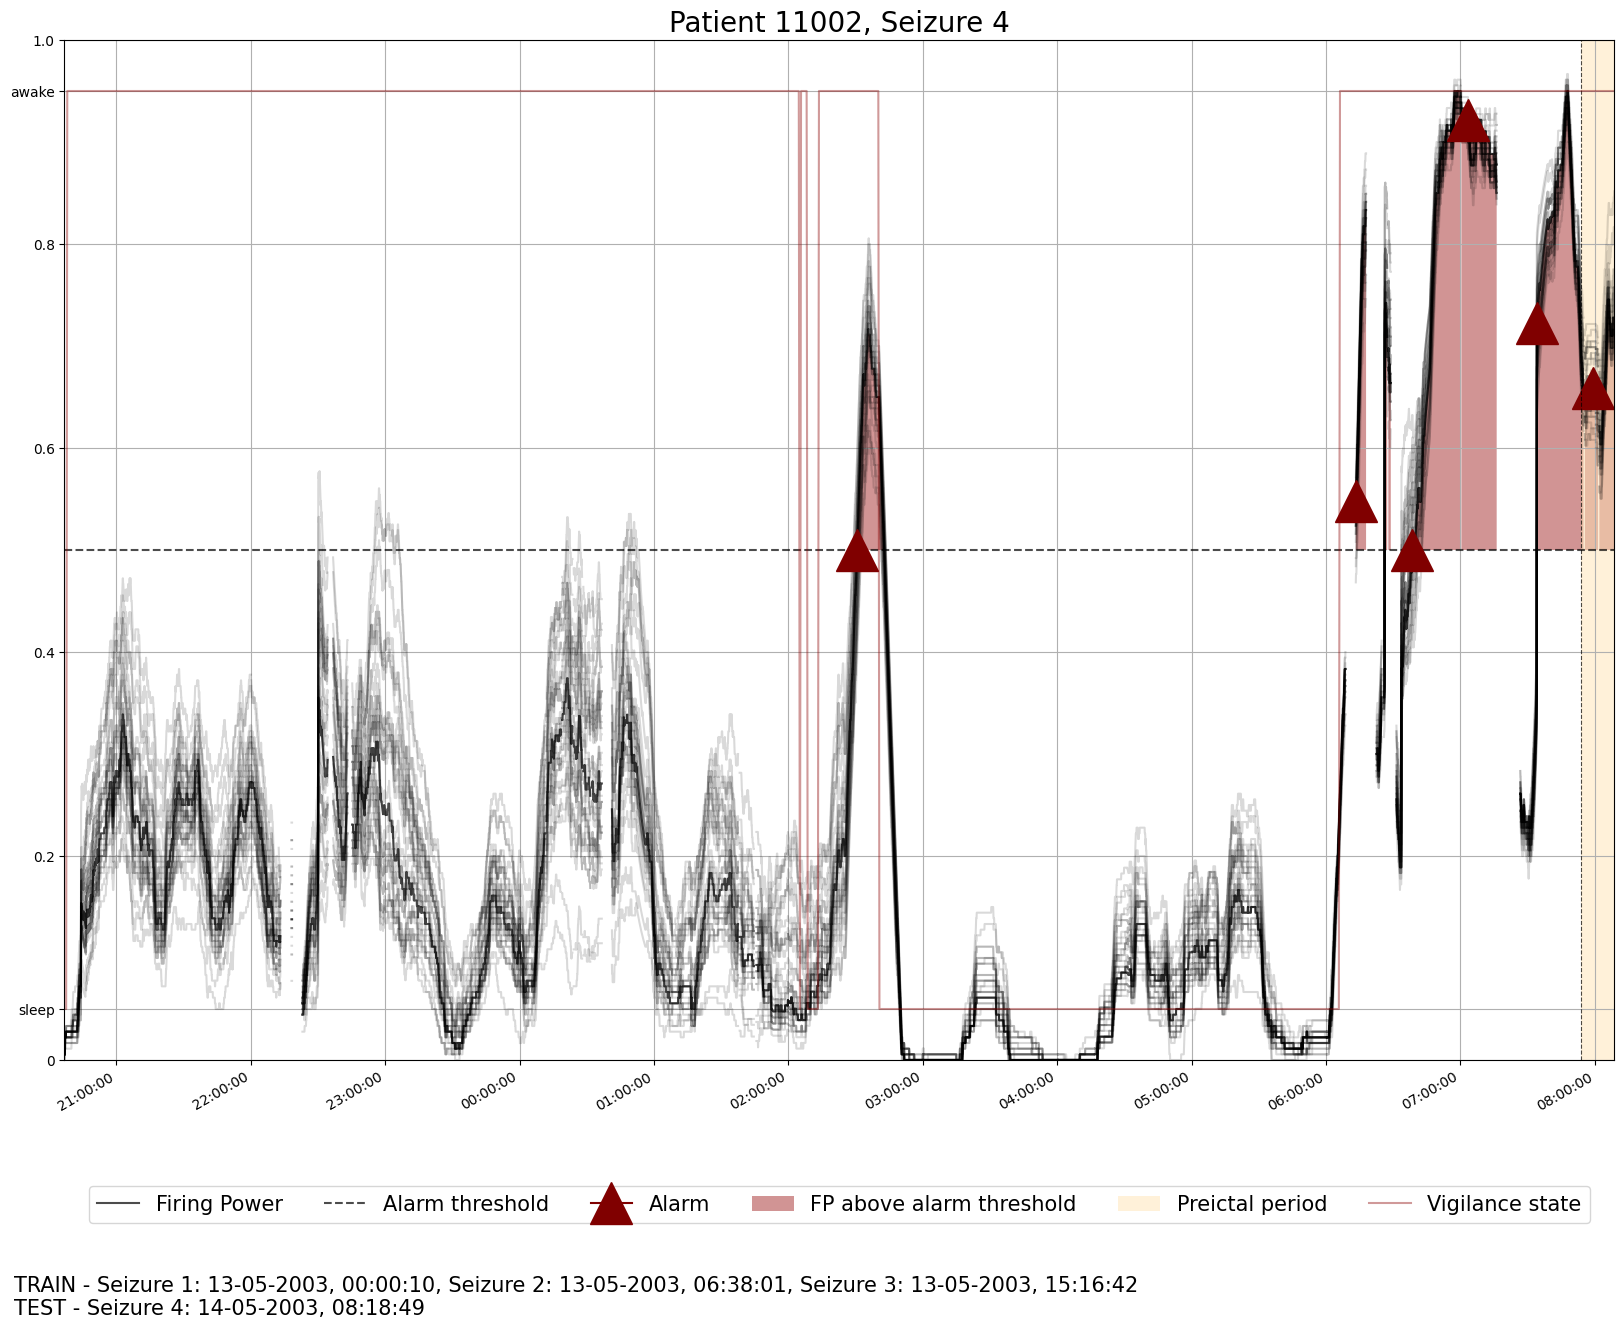 Patient 11002, Seizure 4
1.0
awake
0.8
0.6
0.4
0.2
sleep
0
21:00:00
22:00:00
23:00:00
00:00:00
01:00:00
02:00:00
03:00:00
04:00:00
05:00:00
06:00:00
07:00:00
08:00:00
Firing Power
Alarm threshold
Alarm
FP above alarm threshold
Preictal period
Vigilance state
TRAIN - Seizure 1: 13-05-2003, 00:00:10, Seizure 2: 13-05-2003, 06:38:01, Seizure 3: 13-05-2003, 15:16:42
TEST - Seizure 4: 14-05-2003, 08:18:49